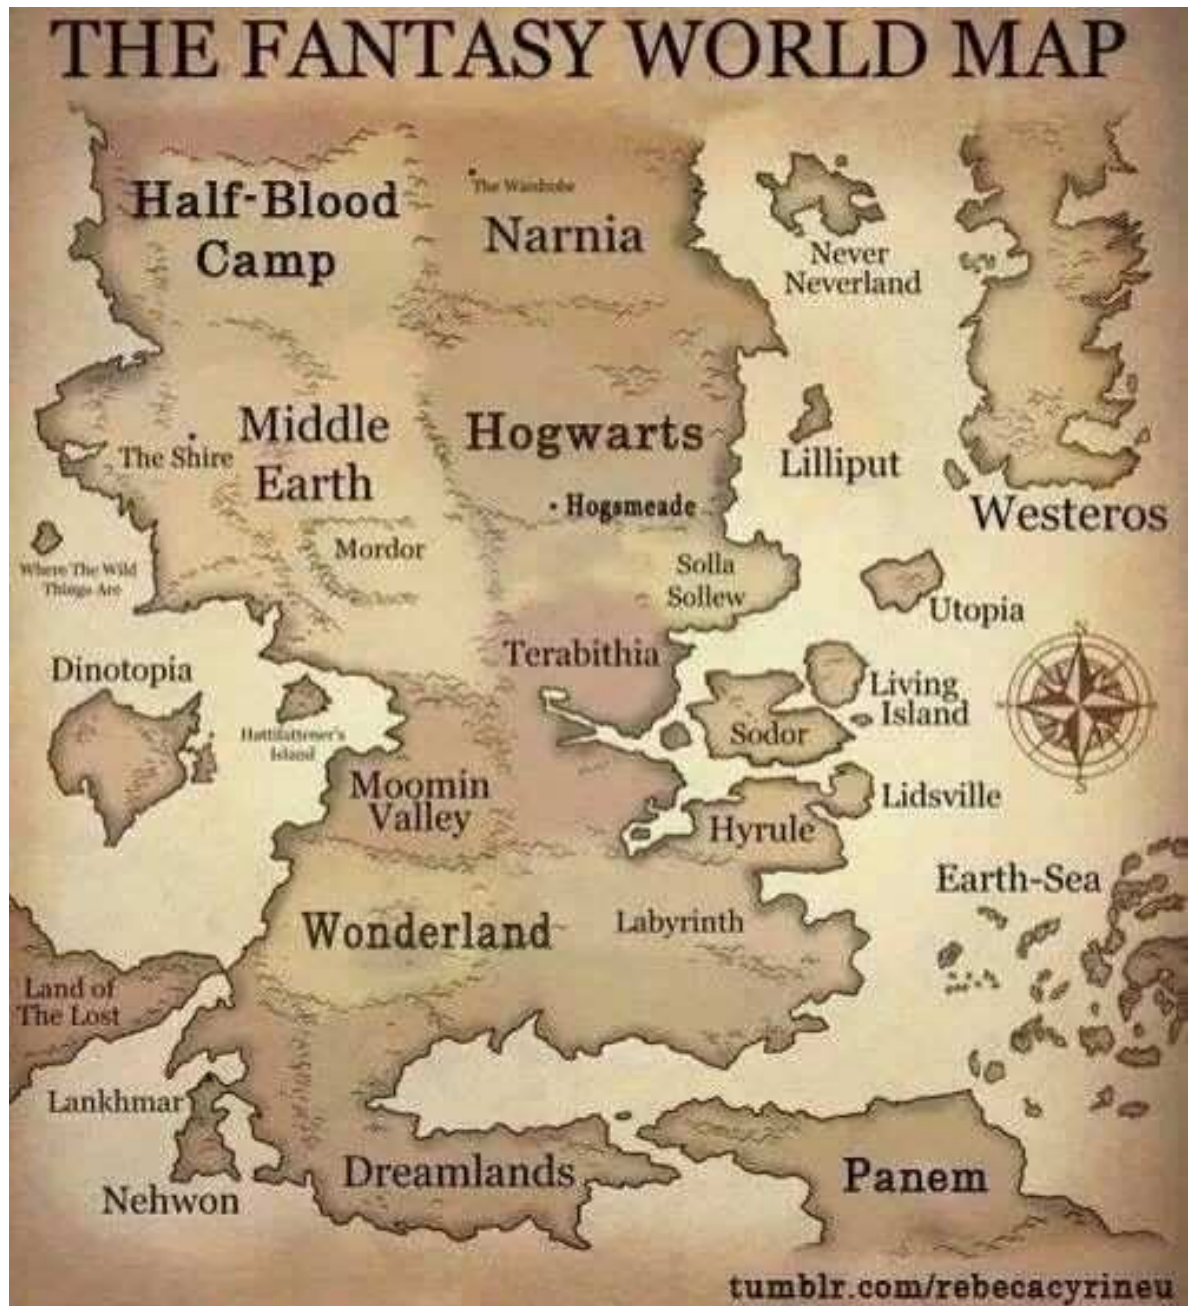 THE FANTASY WORLD MAP
Half-Blood
Camp
The Wardrobe
Narnia
Never
Neverland
Middle
Earth
The Shire
Hogwarts
Hogsmeade
Lilliput
Westeros
Mordor
Where The Wild
Things Are
Solla
Sollew
Utopia
Terabithia
Dinotopia
Living
Island
Hattifattener's
Island
Sodor
Moomin
Valley
Lidsville
Hyrule
N
S
Earth-Sea
Wonderland
Labyrinth
Land of
The Lost
Lankhmar
Nehwon
Dreamlands
Panem
tumblr.com/rebecacyrineu